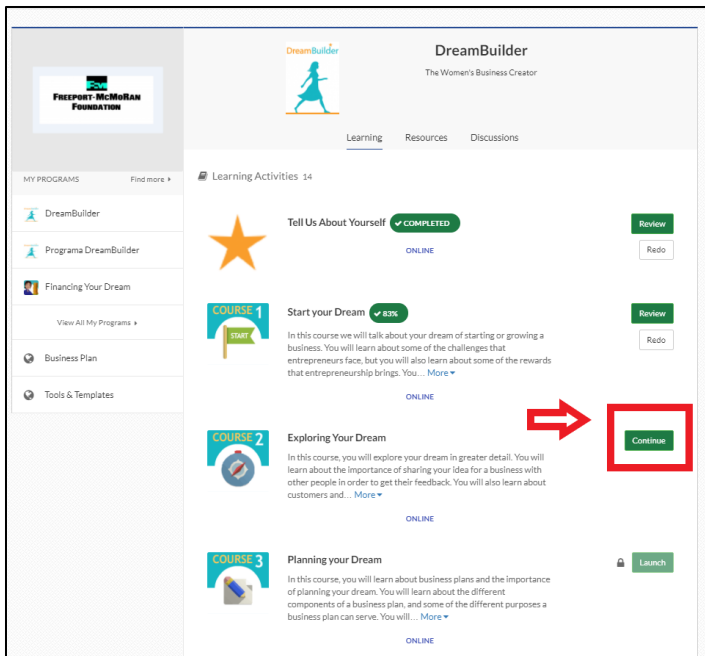 FREEPORT-MCMORAN
FOUNDATION
DreamBuilder
DreamBuilder
The Women's Business Creator
Learning Resources Discussions
MY PROGRAMS Find more
DreamBuilder
Programa DreamBuilder
Financing Your Dream
View All My Programs
Business Plan
Tools & Templates
Learning Activities 14
Tell Us About Yourself COMPLETED
ONLINE
Review
Redo
COURSE 1
START
Start your Dream 83%
In this course we will talk about your dream of starting or growing a
business. You will learn about some of the challenges that
entrepreneurs face, but you will also learn about some of the rewards
that entrepreneurship brings. You… More
ONLINE
Review
Redo
COURSE 2
Exploring Your Dream
In this course, you will explore your dream in greater detail. You will
learn about the importance of sharing your idea for a business with
other people in order to get their feedback. You will also learn about
customers and… More
ONLINE
Continue
COURSE 3
Planning your Dream
In this course, you will learn about business plans and the importance
of planning your dream. You will learn about the different
components of a business plan, and some of the different purposes a
business plan can serve. You will… More
ONLINE
Launch